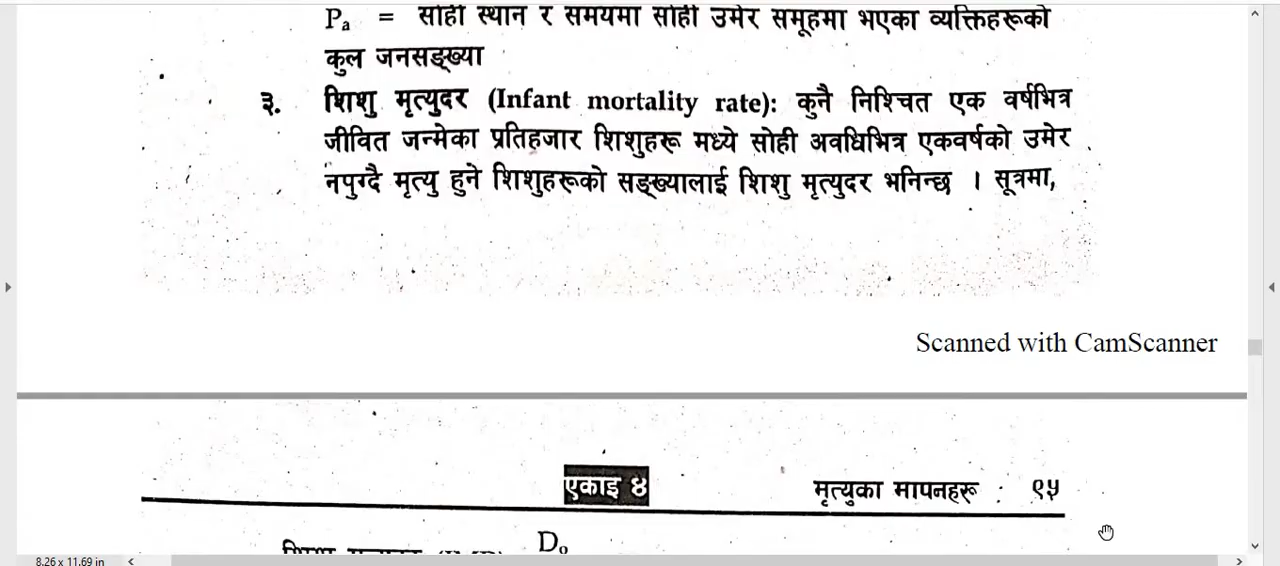 Pa = सोही स्थान र समयमा सोही उमेर समूहमा भएका व्यक्तिहरूको
कुल जनसङ्ख्या
३. शिशु मृत्युदर (Infant mortality rate): कुनै निश्चित एक वर्षभित्र
जीवित जन्मेका प्रतिहजार शिशुहरू मध्ये सोही अवधिभित्र एकवर्षको उमेर
नपुग्दै मृत्यु हुने शिशुहरूको सङ्ख्यालाई शिशु मृत्युदर भनिन्छ । सूत्रमा,
Scanned with CamScanner
एकाइ ४ मृत्युका मापनहरू : ९५
D₀
8.26 x 11.69 in